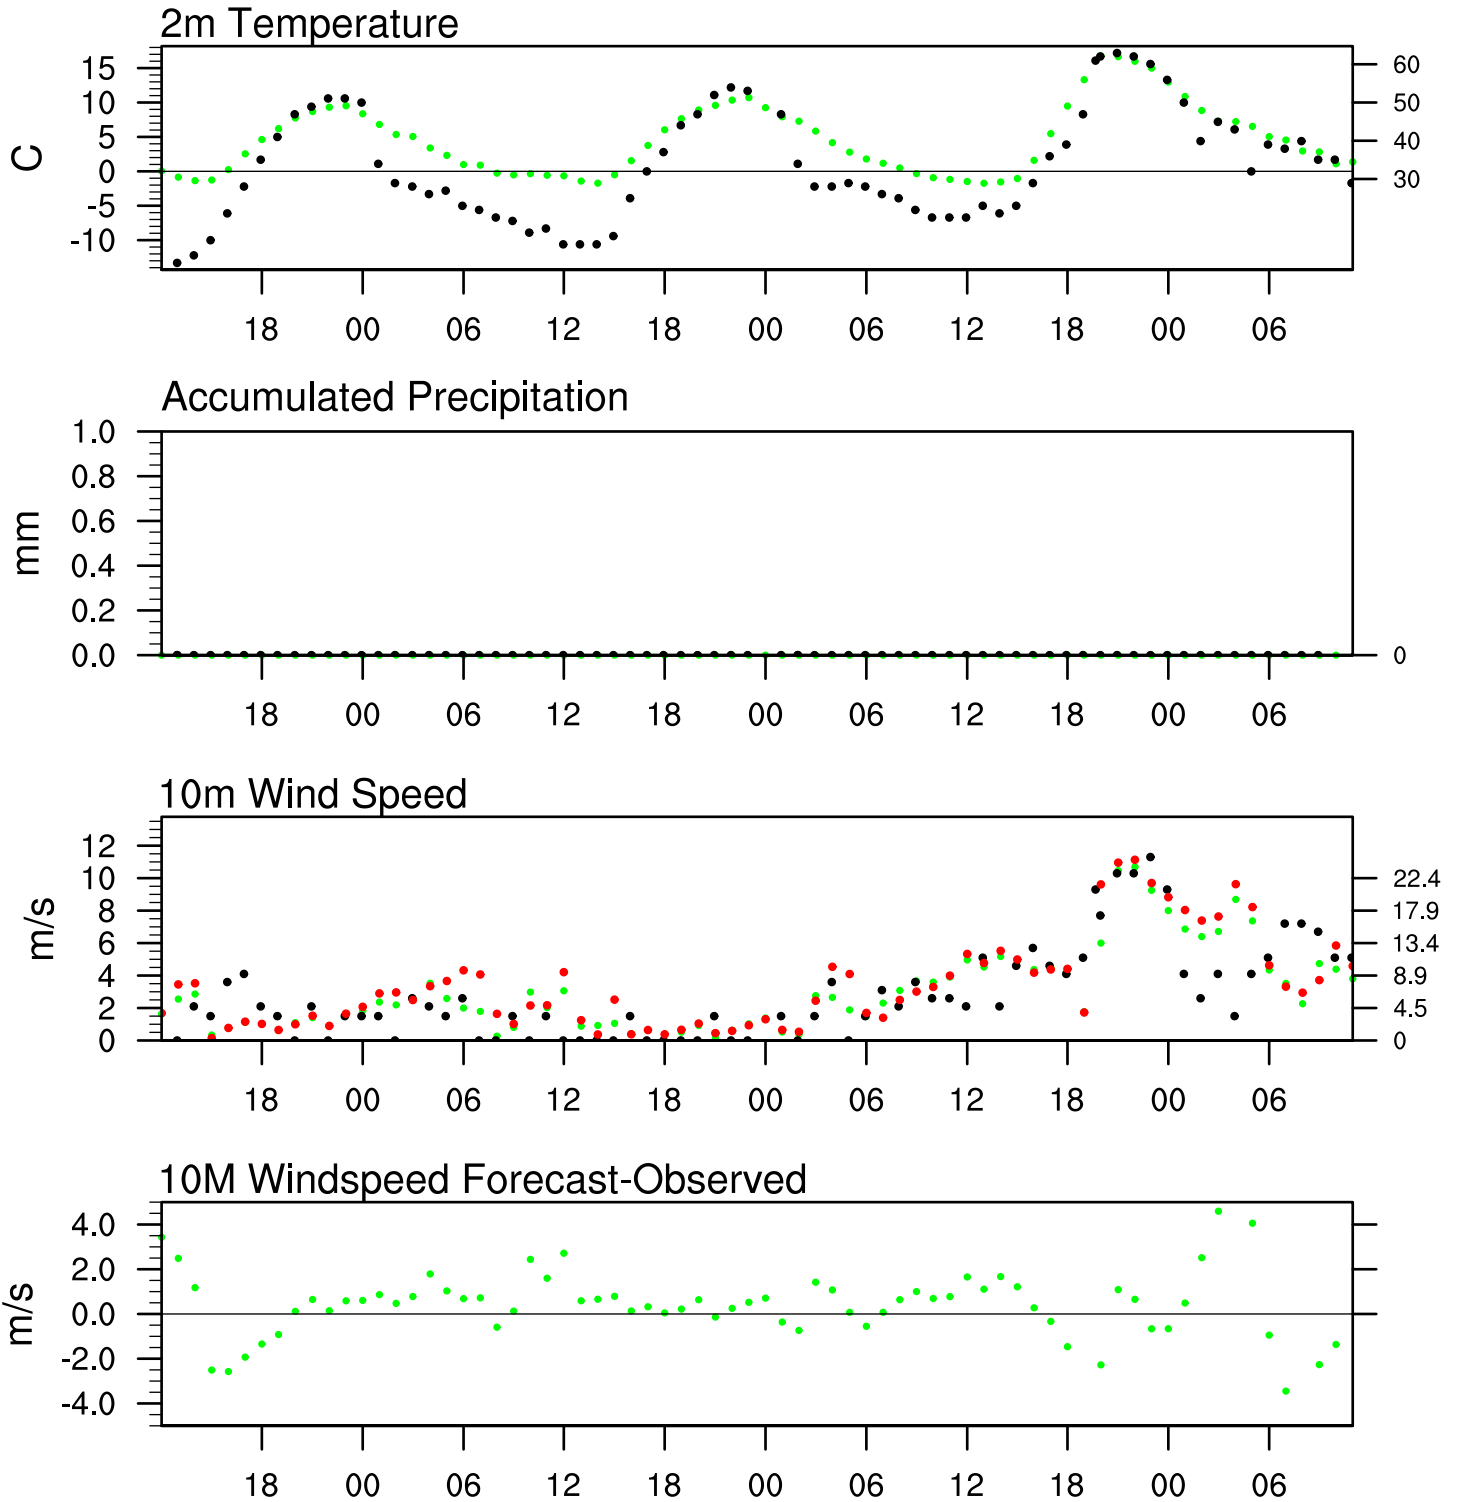 2m Temperature
C
15
10
5
0
-5
-10
60
50
40
30
18 00 06 12 18 00 06 12 18 00 06
Accumulated Precipitation
mm
1.0
0.8
0.6
0.4
0.2
0.0
0
18 00 06 12 18 00 06 12 18 00 06
10m Wind Speed
m/s
12
10
8
6
4
2
0
22.4
17.9
13.4
8.9
4.5
0
18 00 06 12 18 00 06 12 18 00 06
10M Windspeed Forecast-Observed
m/s
4.0
2.0
0.0
-2.0
-4.0
18 00 06 12 18 00 06 12 18 00 06